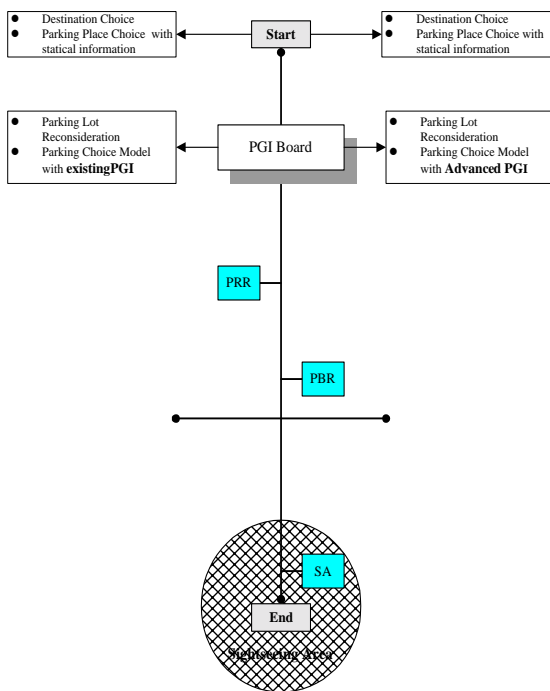 Destination Choice
Parking Place Choice with
statical information
Start
Destination Choice
Parking Place Choice with
statical information
Parking Lot
Reconsideration
Parking Choice Model
with existingPGI
PGI Board
Parking Lot
Reconsideration
Parking Choice Model
with Advanced PGI
PRR
PBR
SA
End
Sightseeing Area